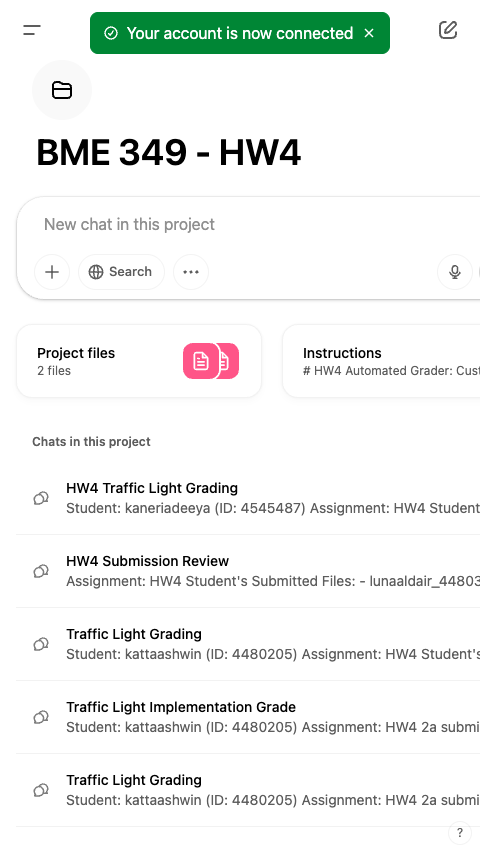 Your account is now connected
BME 349 - HW4
New chat in this project
Search
Project files
2 files
Instructions
# HW4 Automated Grader: Cust
Chats in this project
HW4 Traffic Light Grading
Student: kaneriadeeya (ID: 4545487) Assignment: HW4 Student
HW4 Submission Review
Assignment: HW4 Student's Submitted Files: - lunaaldair_44803
Traffic Light Grading
Student: kattaashwin (ID: 4480205) Assignment: HW4 Student's
Traffic Light Implementation Grade
Student: kattaashwin (ID: 4480205) Assignment: HW4 2a submi
Traffic Light Grading
Student: kattaashwin (ID: 4480205) Assignment: HW4 2a submi
?